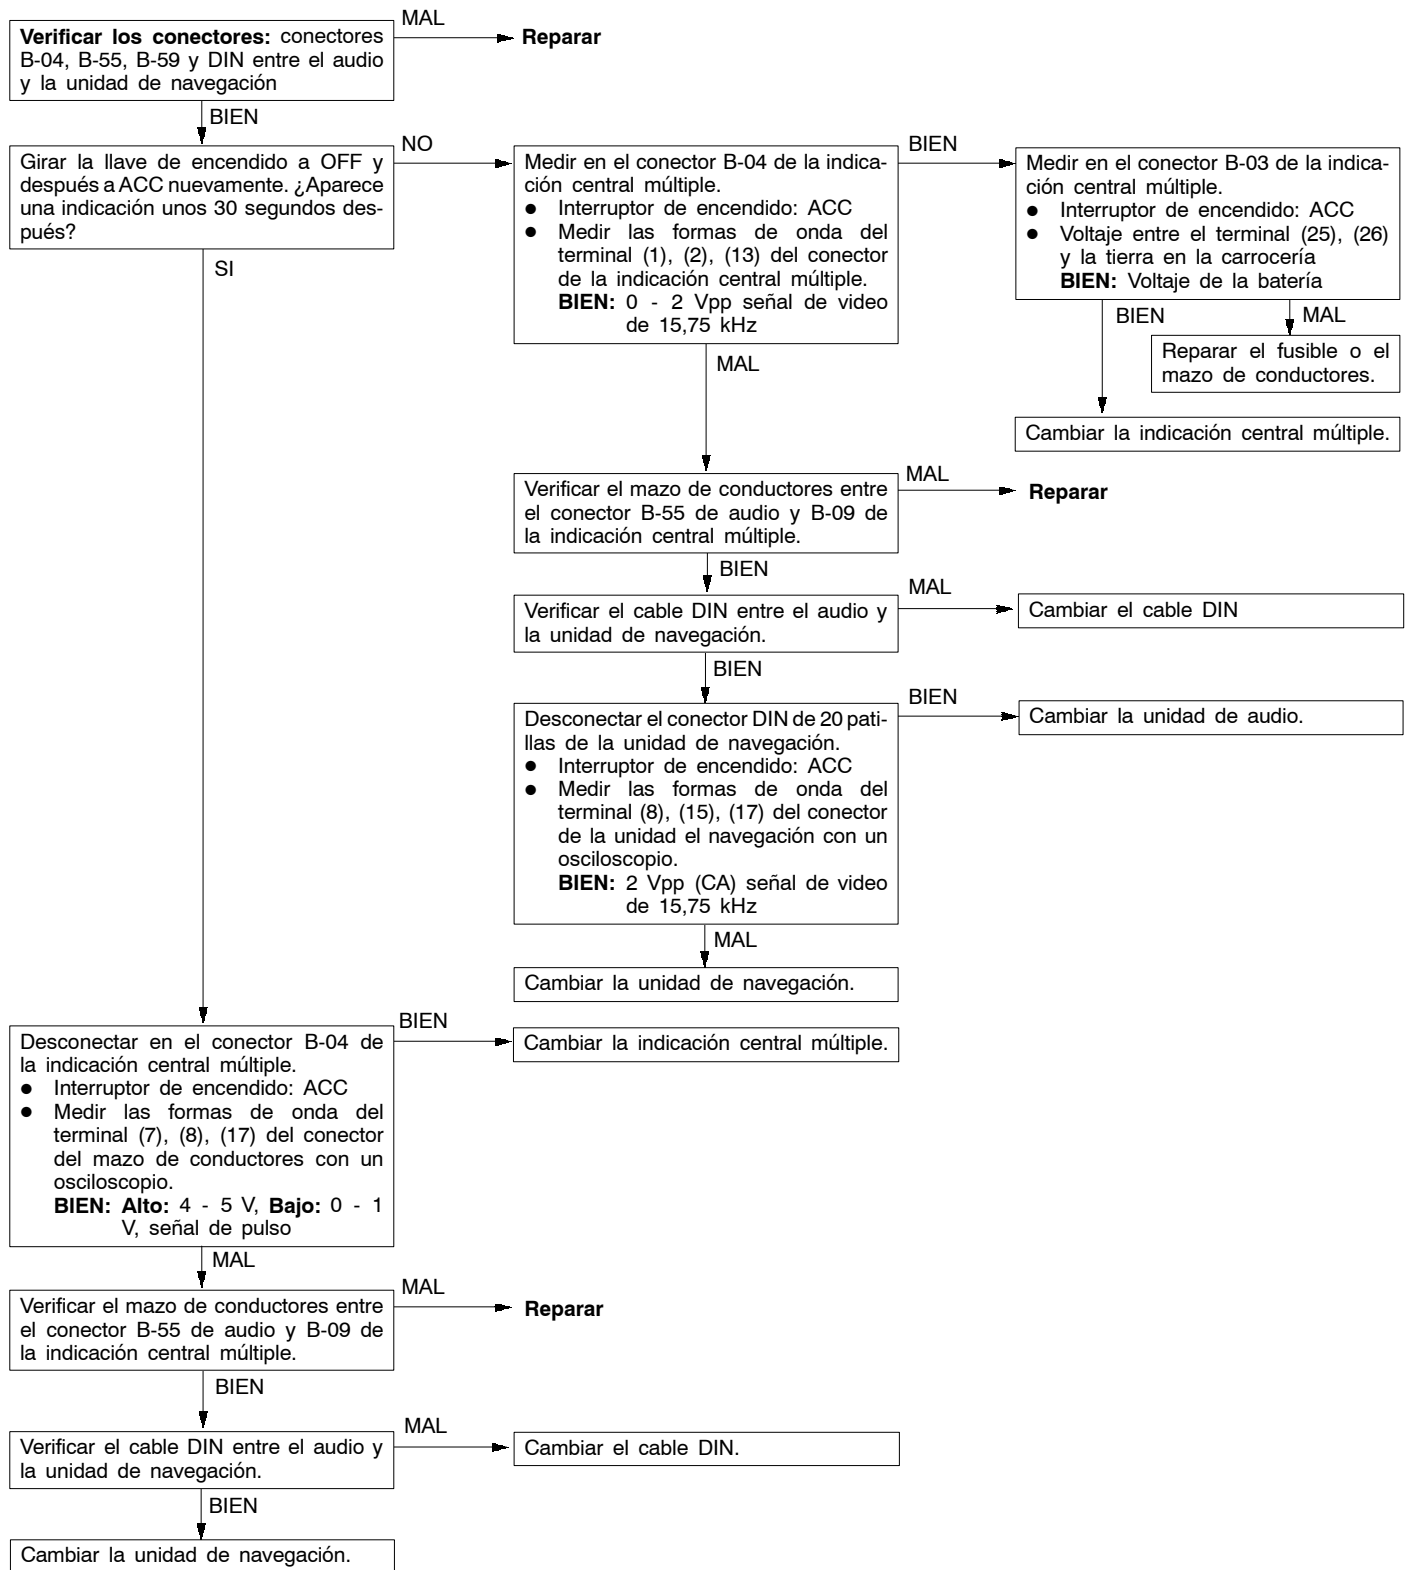 MAL
Verificar los conectores: conectores
B-04, B-55, B-59 y DIN entre el audio
y la unidad de navegación
Reparar
BIEN
Girar la llave de encendido a OFF y
después a ACC nuevamente. ¿Aparece
una indicación unos 30 segundos des-
pués?
NO
Medir en el conector B-04 de la indica-
ción central múltiple.
● Interruptor de encendido: ACC
● Medir las formas de onda del
terminal (1), (2), (13) del conector
de la indicación central múltiple.
BIEN: 0 - 2 Vpp señal de video
de 15,75 kHz
BIEN
Medir en el conector B-03 de la indica-
ción central múltiple.
● Interruptor de encendido: ACC
● Voltaje entre el terminal (25), (26)
y la tierra en la carrocería
BIEN: Voltaje de la batería
SI
BIEN
MAL
Reparar el fusible o el
mazo de conductores.
MAL
Cambiar la indicación central múltiple.
Verificar el mazo de conductores entre
el conector B-55 de audio y B-09 de
la indicación central múltiple.
MAL
Reparar
BIEN
Verificar el cable DIN entre el audio y
la unidad de navegación.
MAL
Cambiar el cable DIN
BIEN
Desconectar el conector DIN de 20 pati-
llas de la unidad de navegación.
● Interruptor de encendido: ACC
● Medir las formas de onda del
terminal (8), (15), (17) del conector
de la unidad el navegación con un
osciloscopio.
BIEN: 2 Vpp (CA) señal de video
de 15,75 kHz
BIEN
Cambiar la unidad de audio.
MAL
Cambiar la unidad de navegación.
Desconectar en el conector B-04 de
la indicación central múltiple.
● Interruptor de encendido: ACC
● Medir las formas de onda del
terminal (7), (8), (17) del conector
del mazo de conductores con un
osciloscopio.
BIEN: Alto: 4 - 5 V, Bajo: 0 - 1
V, señal de pulso
BIEN
Cambiar la indicación central múltiple.
MAL
Verificar el mazo de conductores entre
el conector B-55 de audio y B-09 de
la indicación central múltiple.
MAL
Reparar
BIEN
Verificar el cable DIN entre el audio y
la unidad de navegación.
MAL
Cambiar el cable DIN.
BIEN
Cambiar la unidad de navegación.